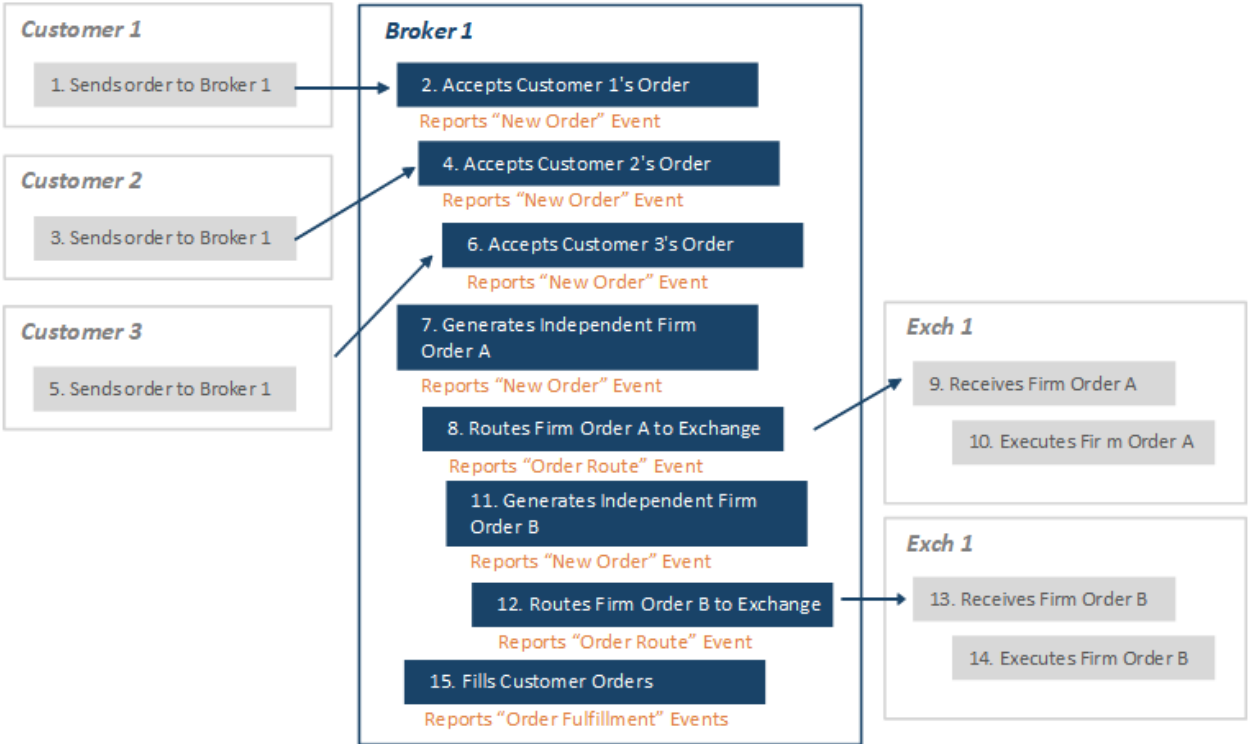 Customer 1
1. Sends order to Broker 1
Customer 2
3. Sends order to Broker 1
Customer 3
5. Sends order to Broker 1
Broker 1
2. Accepts Customer 1's Order
Reports “New Order” Event
4. Accepts Customer 2's Order
Reports “New Order” Event
6. Accepts Customer 3's Order
Reports “New Order” Event
7. Generates Independent Firm
Order A
Reports “New Order” Event
8. Routes Firm Order A to Exchange
Reports “Order Route” Event
11. Generates Independent Firm
Order B
Reports “New Order” Event
12. Routes Firm Order B to Exchange
Reports “Order Route” Event
15. Fills Customer Orders
Reports “Order Fulfillment” Events
Exch 1
9. Receives Firm Order A
10. Executes Fir m Order A
Exch 1
13. Receives Firm Order B
14. Executes Firm Order B